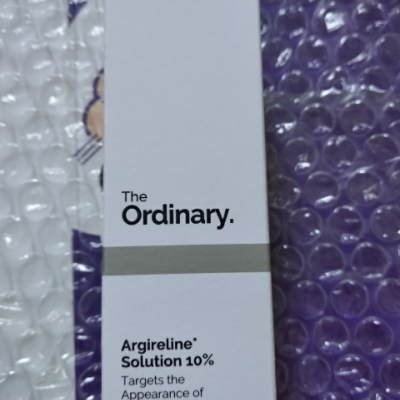 The
Ordinary.
Argireline*
Solution 10%
Targets the
Appearance of